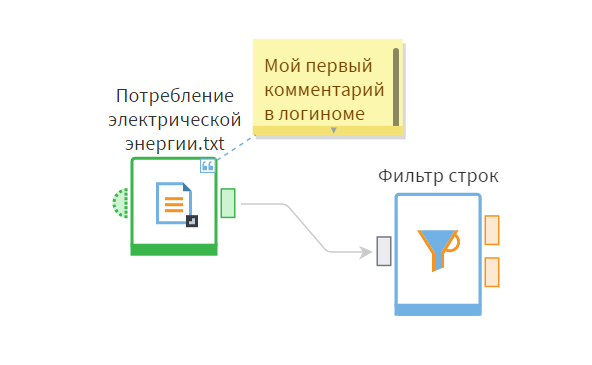 Мой первый
комментарий
в логиноме
Потребление
электрической
энергии.txt
Фильтр строк